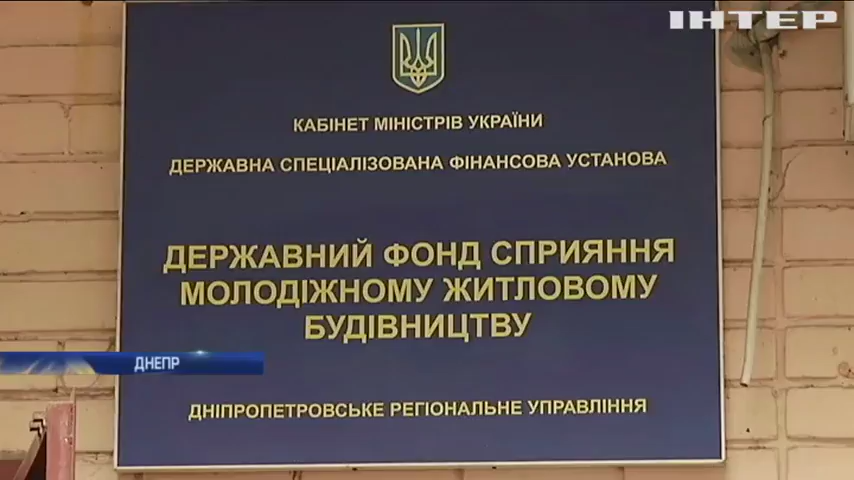 ІНТЕР
КАБІНЕТ МІНІСТРІВ УКРАЇНИ
ДЕРЖАВНА СПЕЦІАЛІЗОВАНА ФІНАНСОВА УСТАНОВА
ДЕРЖАВНИЙ ФОНД СПРИЯННЯ
МОЛОДІЖНОМУ ЖИТЛОВОМУ
БУДІВНИЦТВУ
ДНЕПР
ДНІПРОПЕТРОВСЬКЕ РЕГІОНАЛЬНЕ УПРАВЛІННЯ